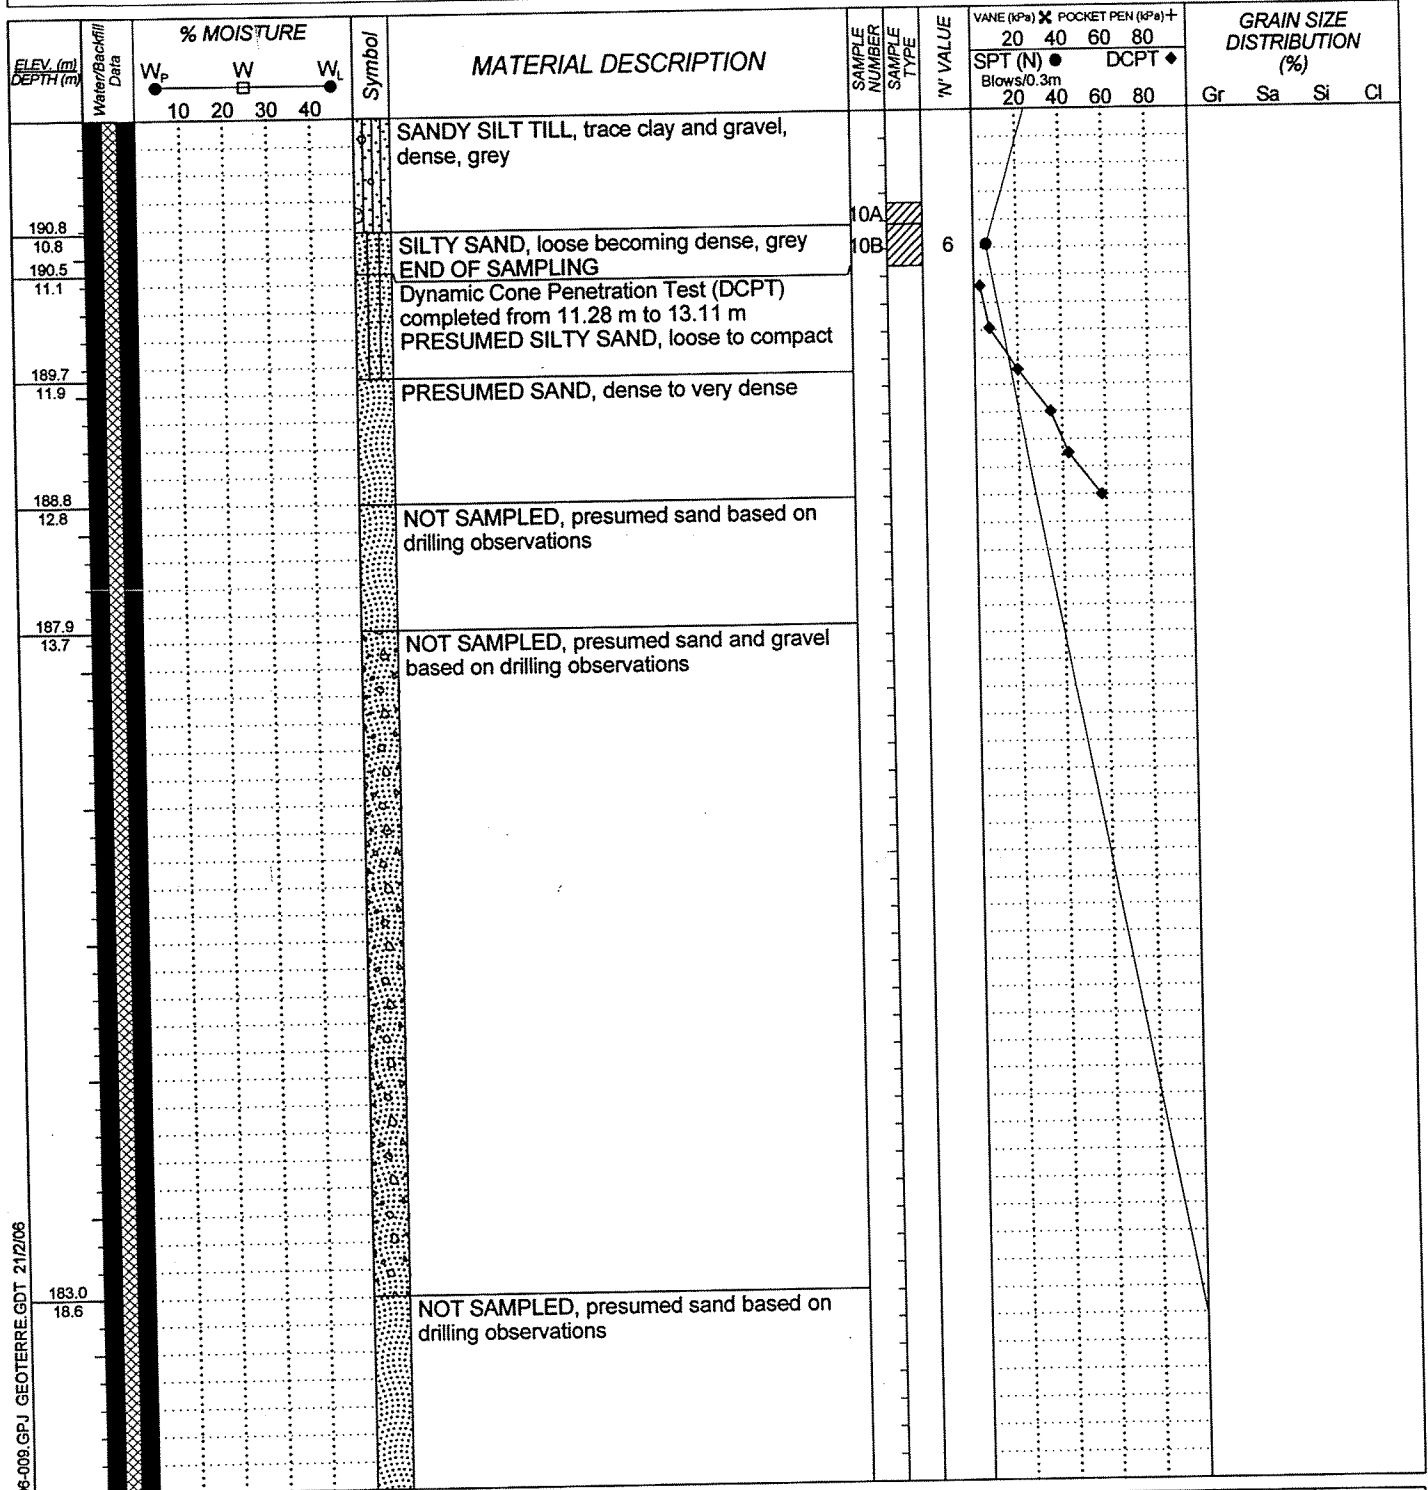 ELEV. (m)
DEPTH (m)
Water/Backfill
Data
% MOISTURE
WP W WL
10 20 30 40
Symbol
MATERIAL DESCRIPTION
SAMPLE
NUMBER
SAMPLE
TYPE
'N' VALUE
VANE (kPa) POCKET PEN (kPa)
20 40 60 80
SPT (N) DCPT
Blows/0.3m
20 40 60 80
GRAIN SIZE
DISTRIBUTION
(%)
Gr Sa Si Cl
SANDY SILT TILL, trace clay and gravel,
dense, grey
10A
190.8
10.8
SILTY SAND, loose becoming dense, grey
10B 6
END OF SAMPLING
190.5
11.1
Dynamic Cone Penetration Test (DCPT)
completed from 11.28 m to 13.11 m
PRESUMED SILTY SAND, loose to compact
189.7
11.9
PRESUMED SAND, dense to very dense
188.8
12.8
NOT SAMPLED, presumed sand based on
drilling observations
187.9
13.7
NOT SAMPLED, presumed sand and gravel
based on drilling observations
183.0
18.6
NOT SAMPLED, presumed sand based on
drilling observations
6-009.GPJ GEOTERRE.GDT 21/2/06